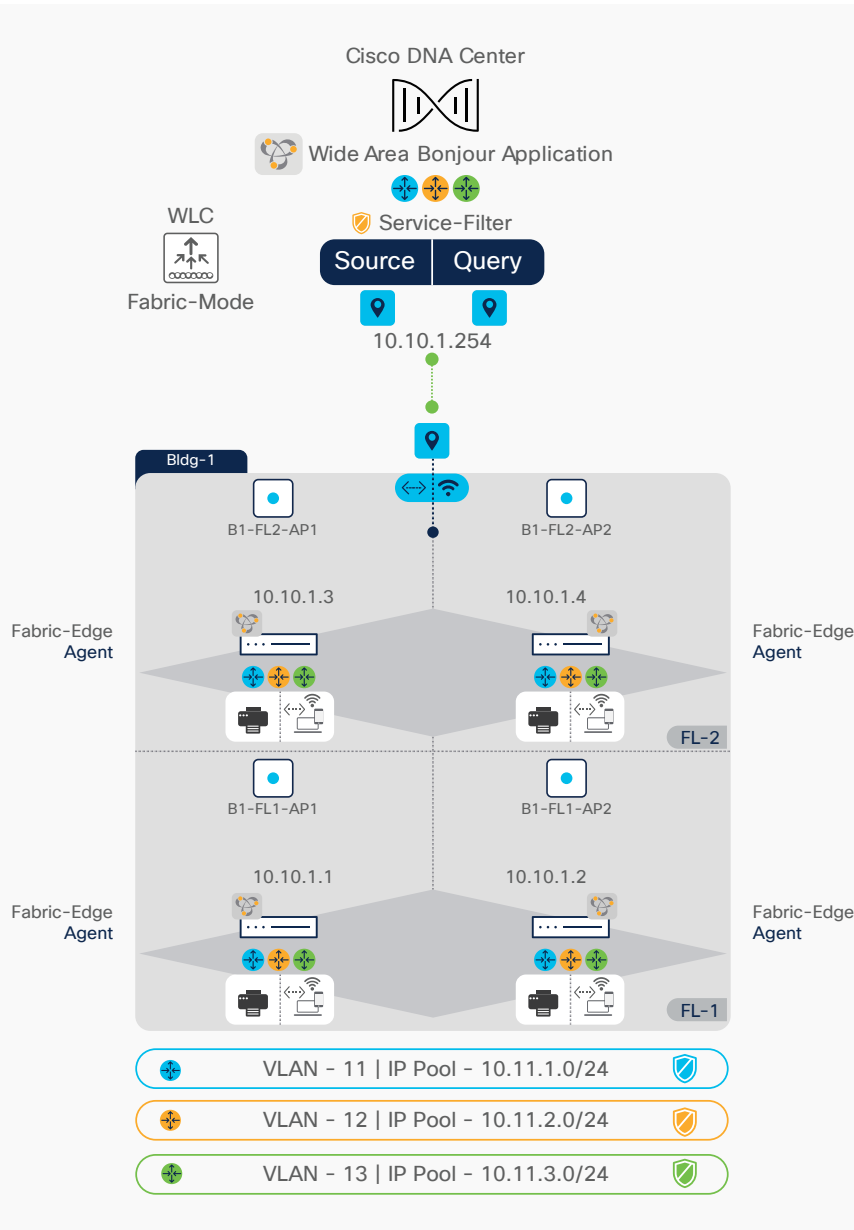 Cisco DNA Center
Wide Area Bonjour Application
WLC
Fabric-Mode
Service-Filter
Source
Query
10.10.1.254
Bldg-1
B1-FL2-AP1
B1-FL2-AP2
10.10.1.3
10.10.1.4
Fabric-Edge
Agent
Fabric-Edge
Agent
FL-2
B1-FL1-AP1
B1-FL1-AP2
10.10.1.1
10.10.1.2
Fabric-Edge
Agent
Fabric-Edge
Agent
FL-1
VLAN - 11 | IP Pool - 10.11.1.0/24
VLAN - 12 | IP Pool - 10.11.2.0/24
VLAN - 13 | IP Pool - 10.11.3.0/24